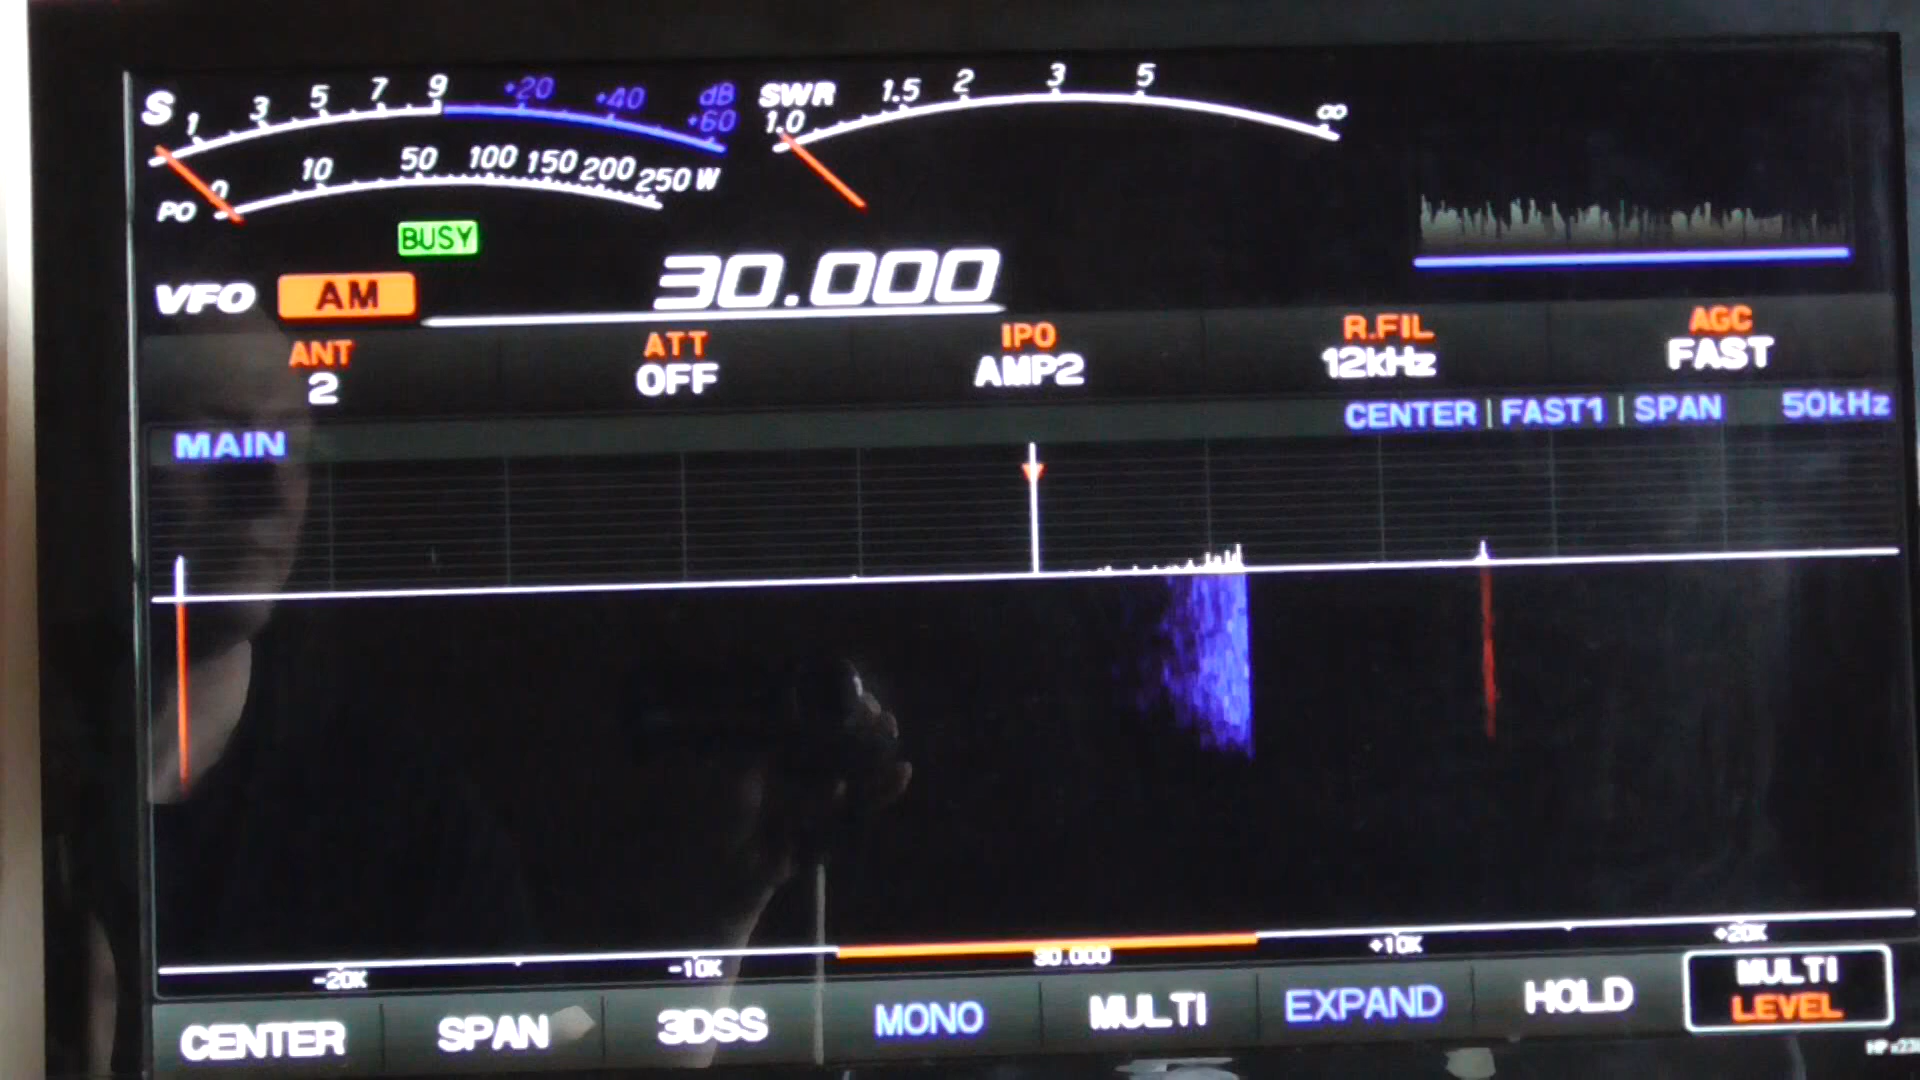 S 1 3 5 7 9 +20 +40 dB +60
PO 0 10 50 100 150 200 250 W
SWR 1.0 1.5 2 3 5 ∞
BUSY
VFO AM 30.000
ANT ATT IPO R.FIL AGC
2 OFF AMP2 12kHz FAST
MAIN CENTER | FAST1 | SPAN 50kHz
-20K -10K 30.000 +10K +20K
CENTER SPAN 3DSS MONO MULTI EXPAND HOLD MULTI
LEVEL